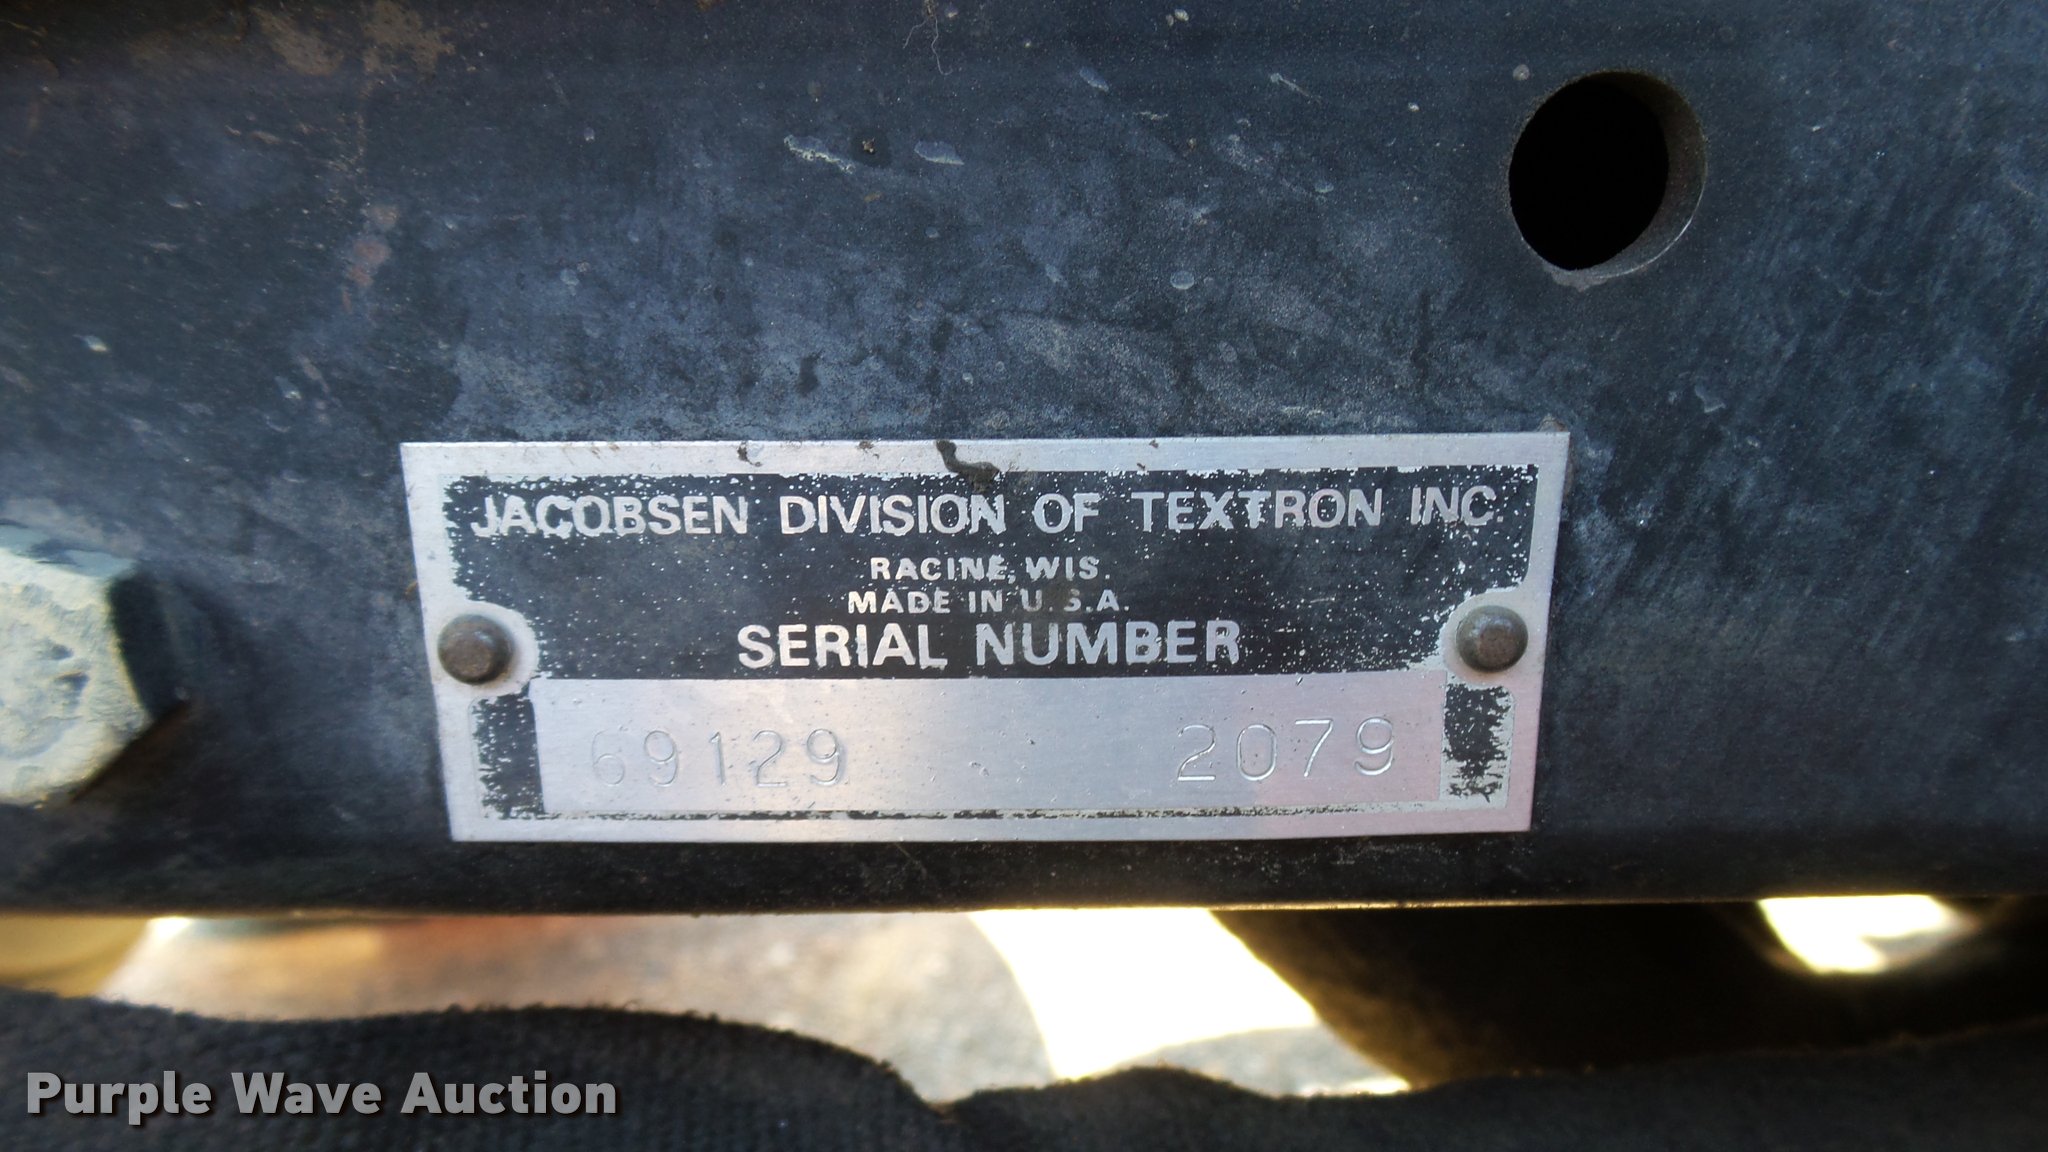 JACOBSEN DIVISION OF TEXTRON INC.
RACINE, WIS.
MADE IN U.S.A.
SERIAL NUMBER
69129 2079
Purple Wave Auction